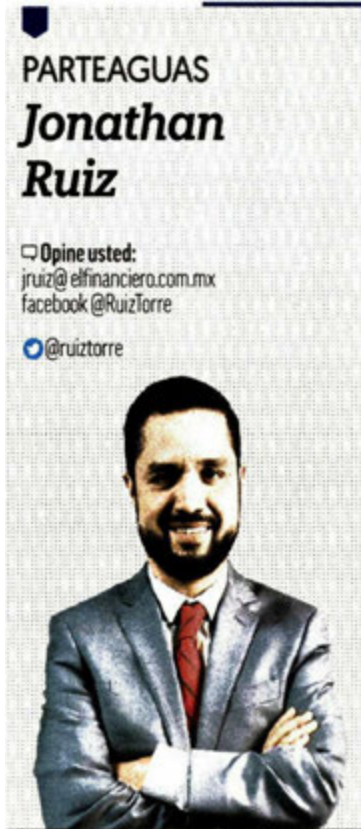 PARTEAGUAS
Jonathan
Ruiz
Opine usted:
jruiz@elfinanciero.com.mx
facebook @RuizTorre
@ruiztorre